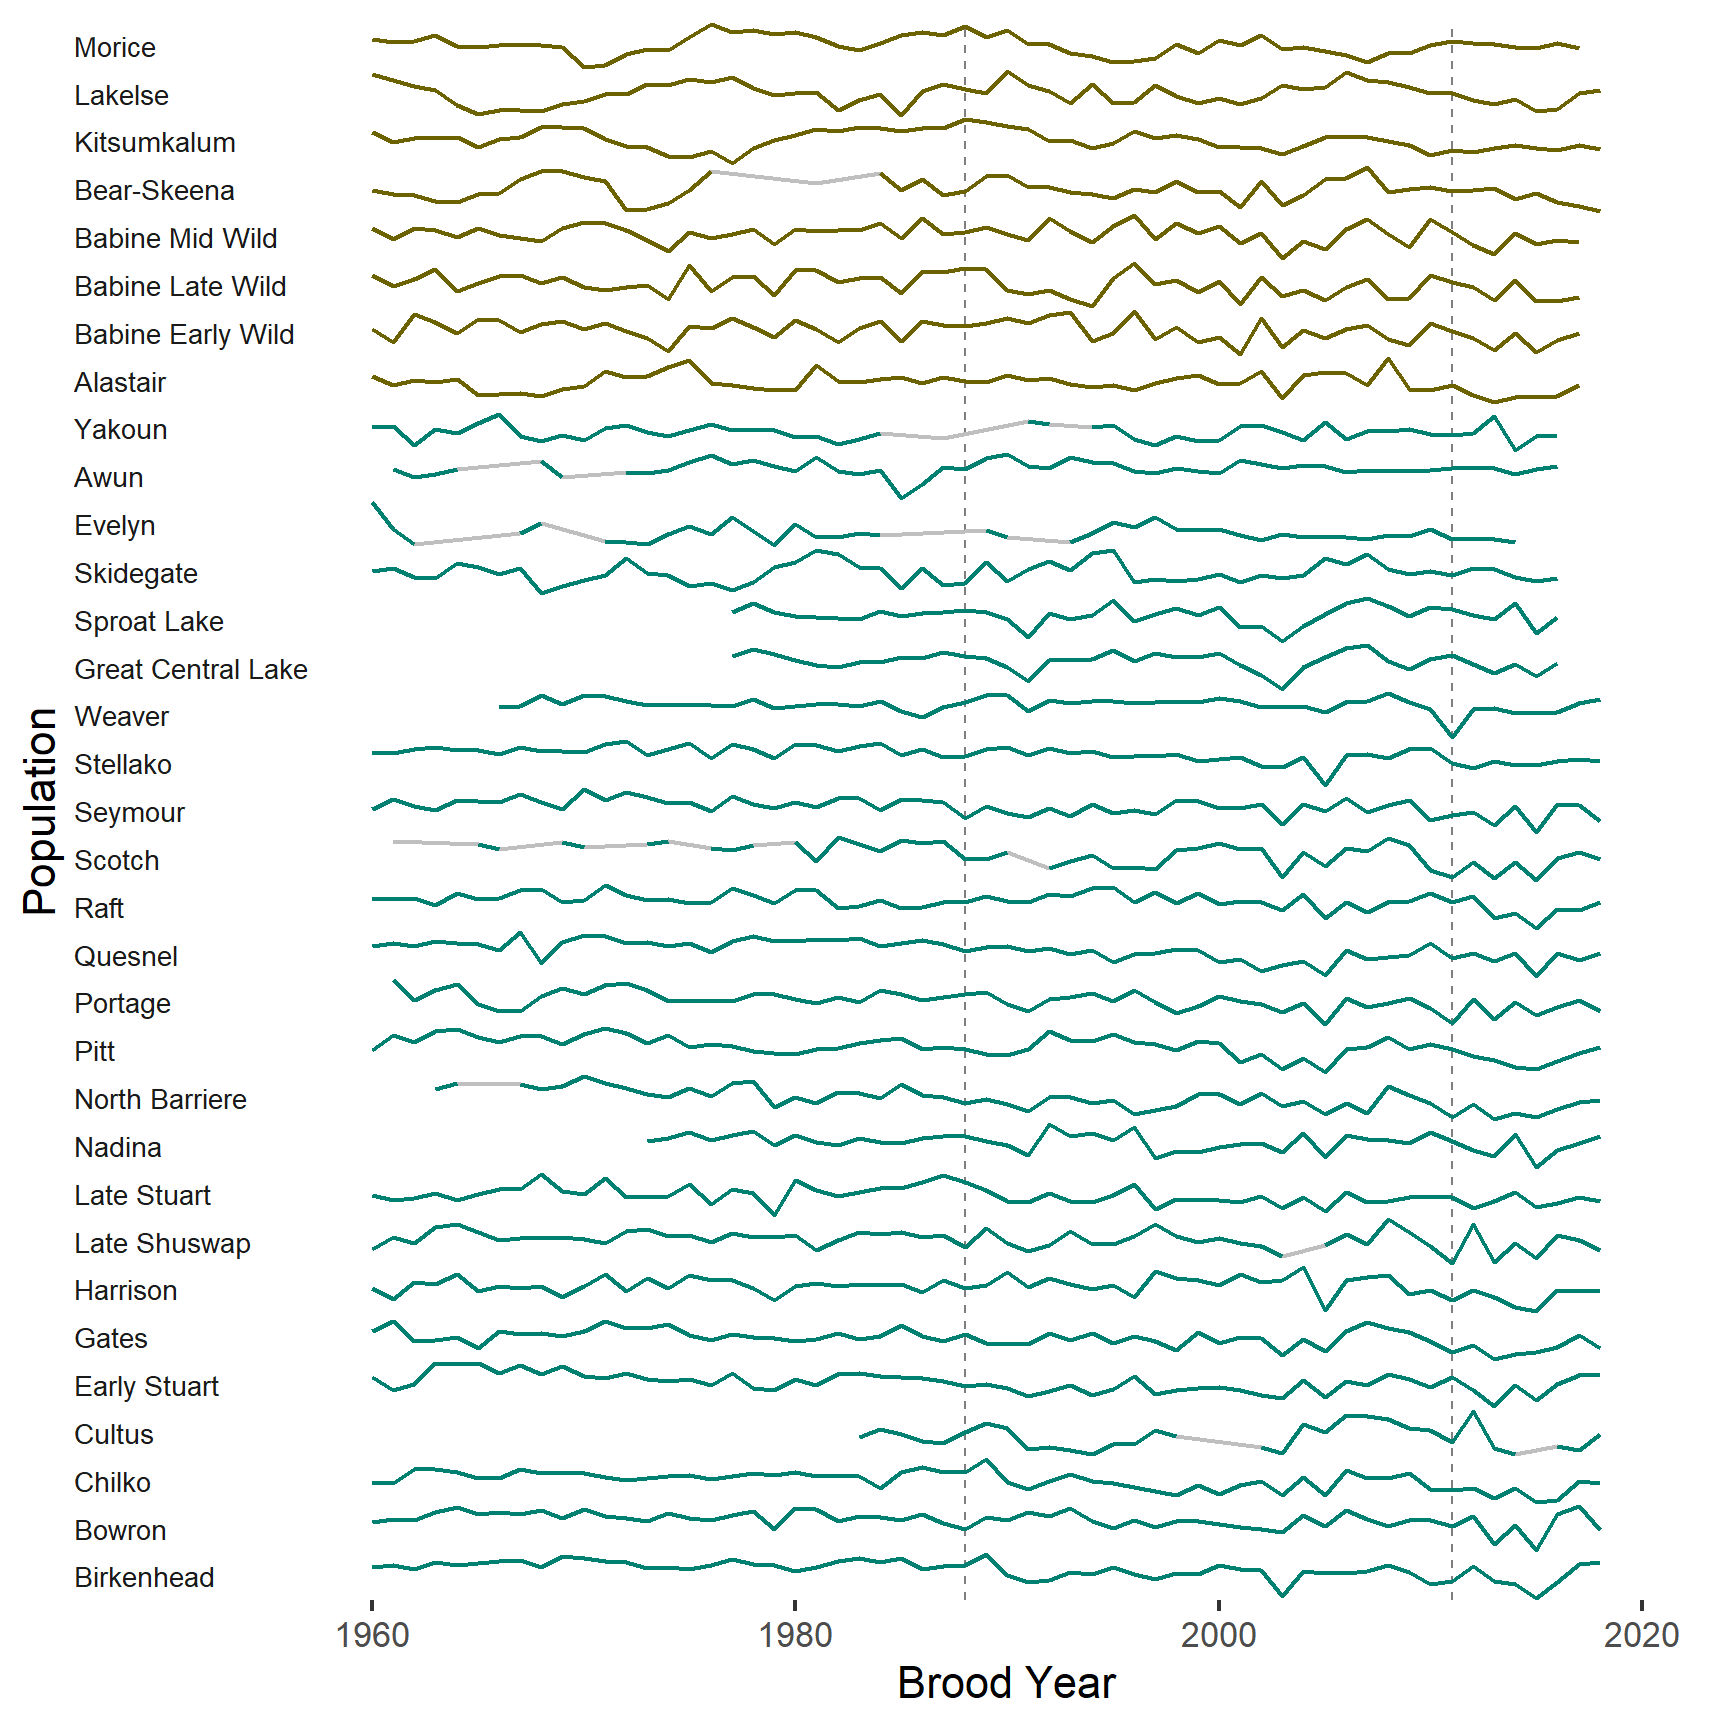 Population
Morice
Lakelse
Kitsumkalum
Bear-Skeena
Babine Mid Wild
Babine Late Wild
Babine Early Wild
Alastair
Yakoun
Awun
Evelyn
Skidegate
Sproat Lake
Great Central Lake
Weaver
Stellako
Seymour
Scotch
Raft
Quesnel
Portage
Pitt
North Barriere
Nadina
Late Stuart
Late Shuswap
Harrison
Gates
Early Stuart
Cultus
Chilko
Bowron
Birkenhead
1960 1980 2000 2020
Brood Year